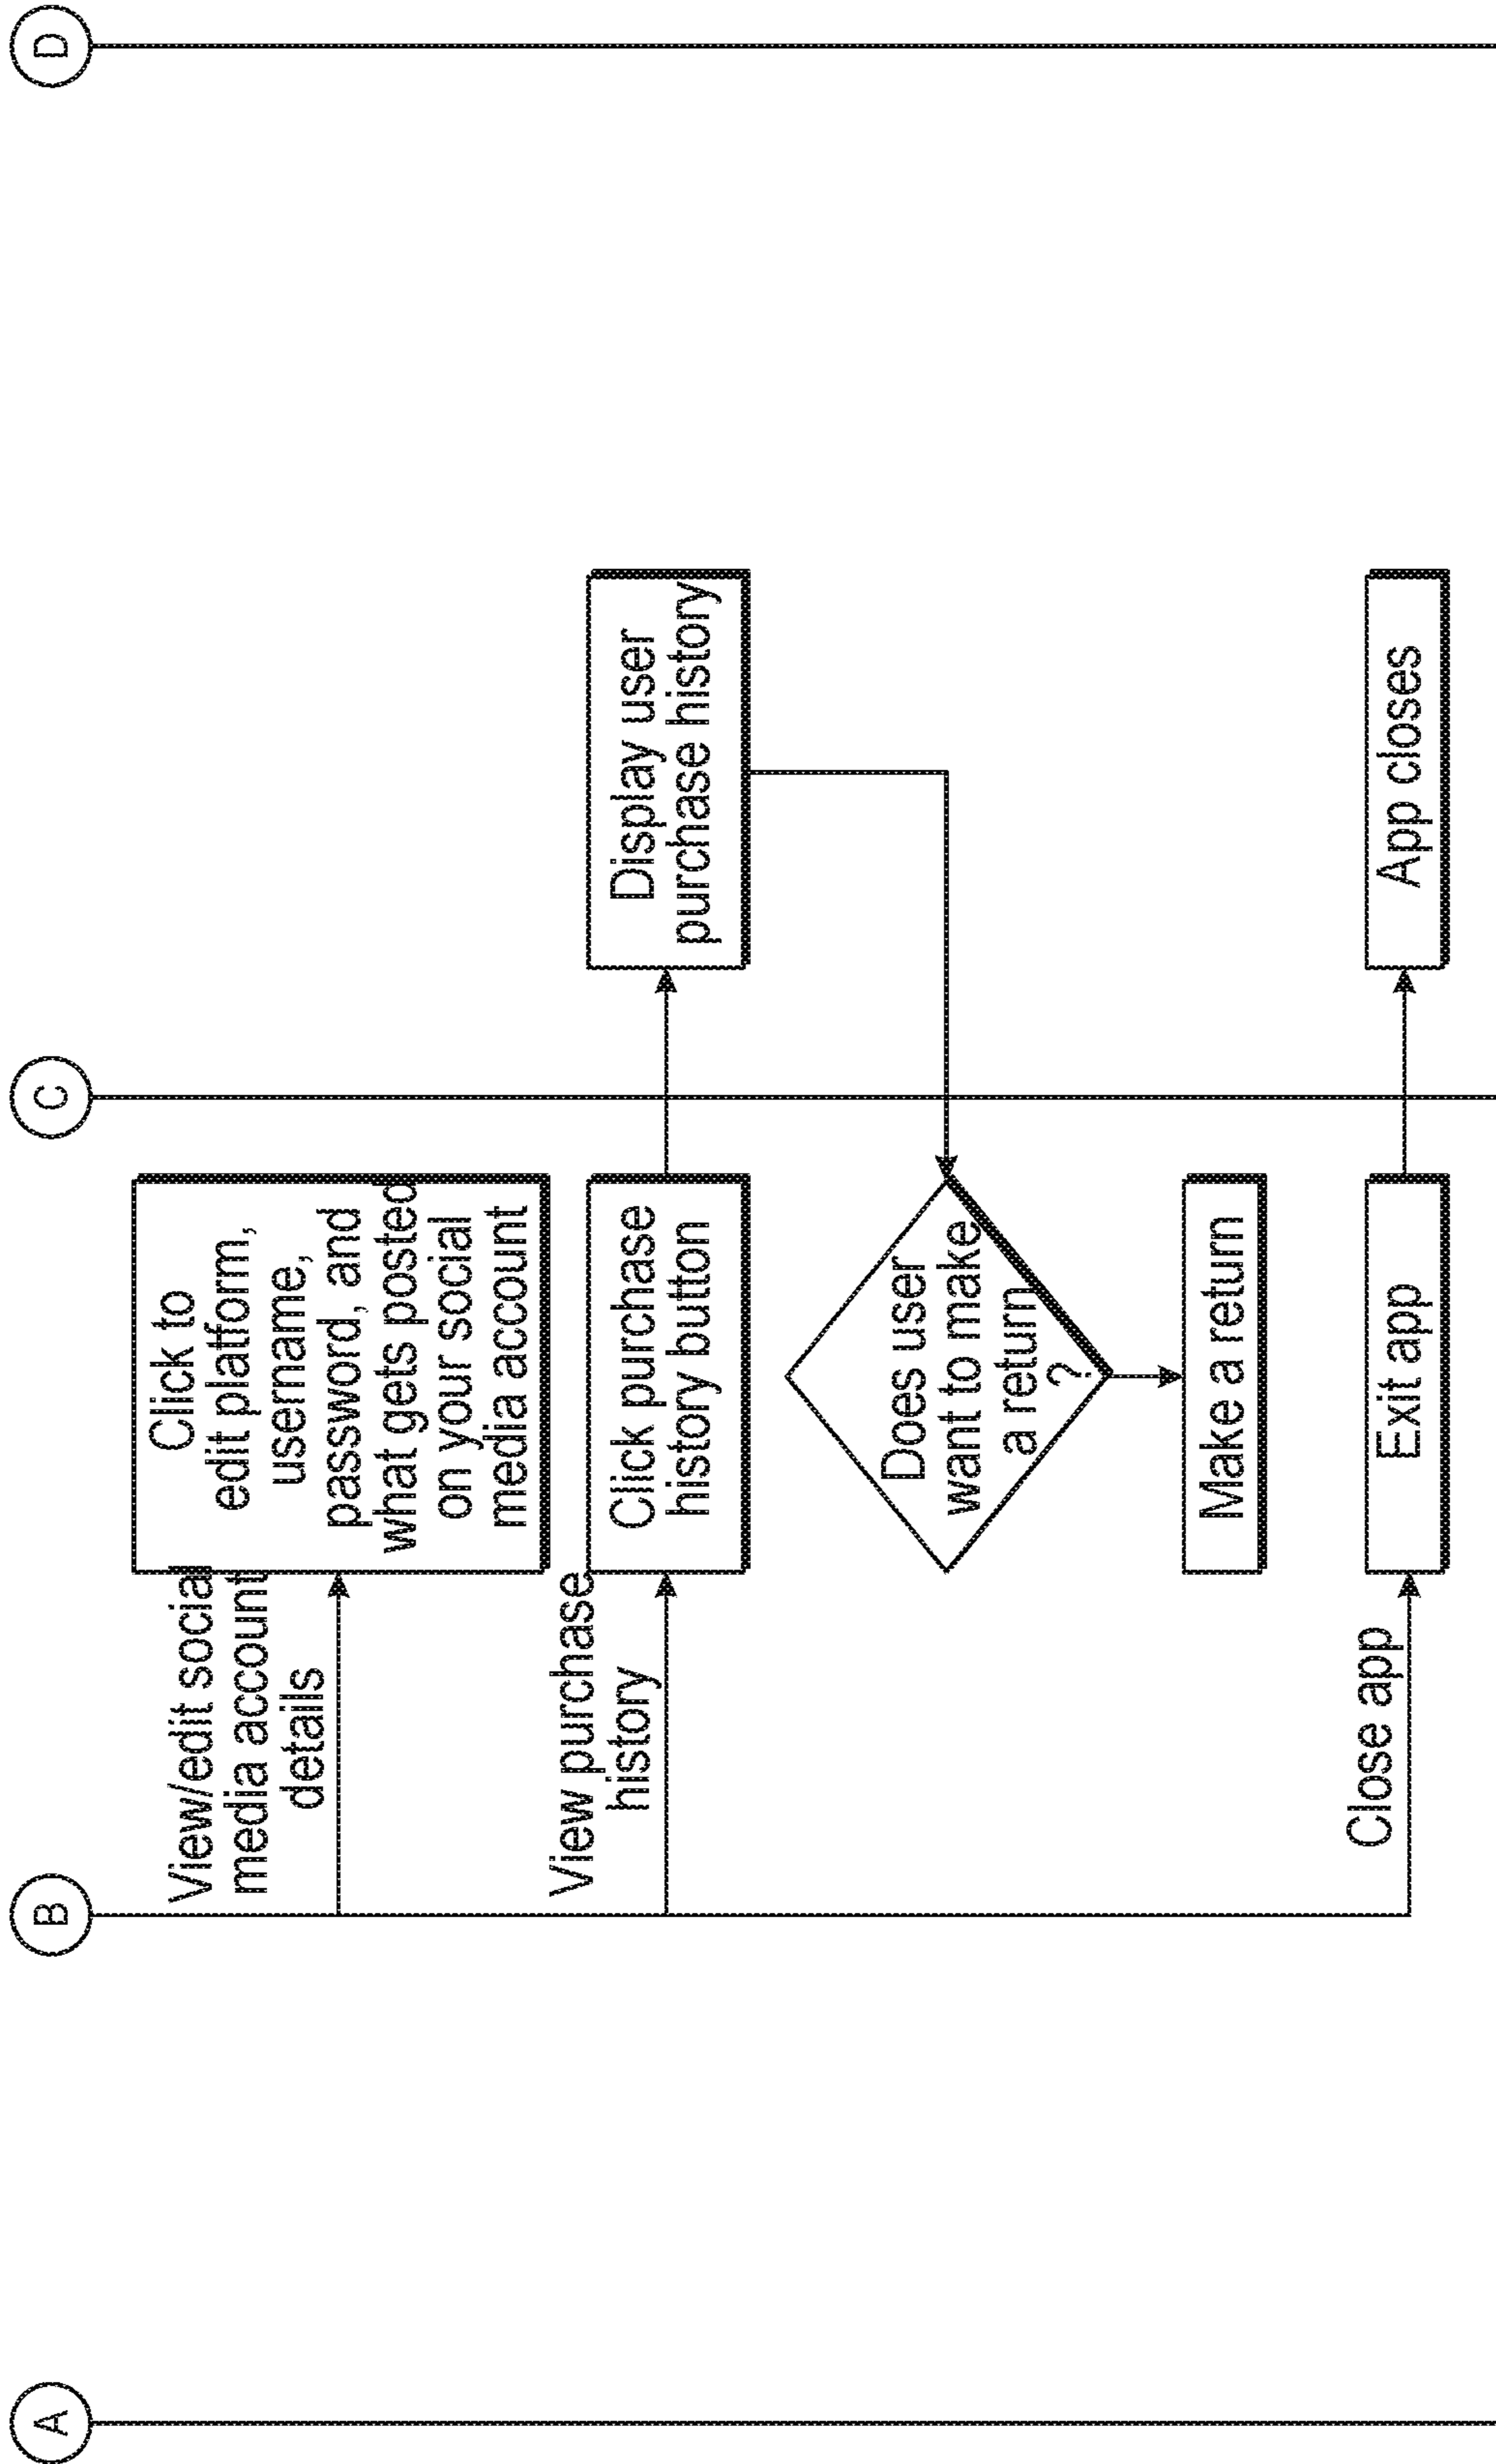 A
B
C
D
View/edit social
media account
details
Click to
edit platform,
username,
password, and
what gets posted
on your social
media account
View purchase
history
Click purchase
history button
Display user
purchase history
Does user
want to make
a return
?
Make a return
Close app
Exit app
App closes